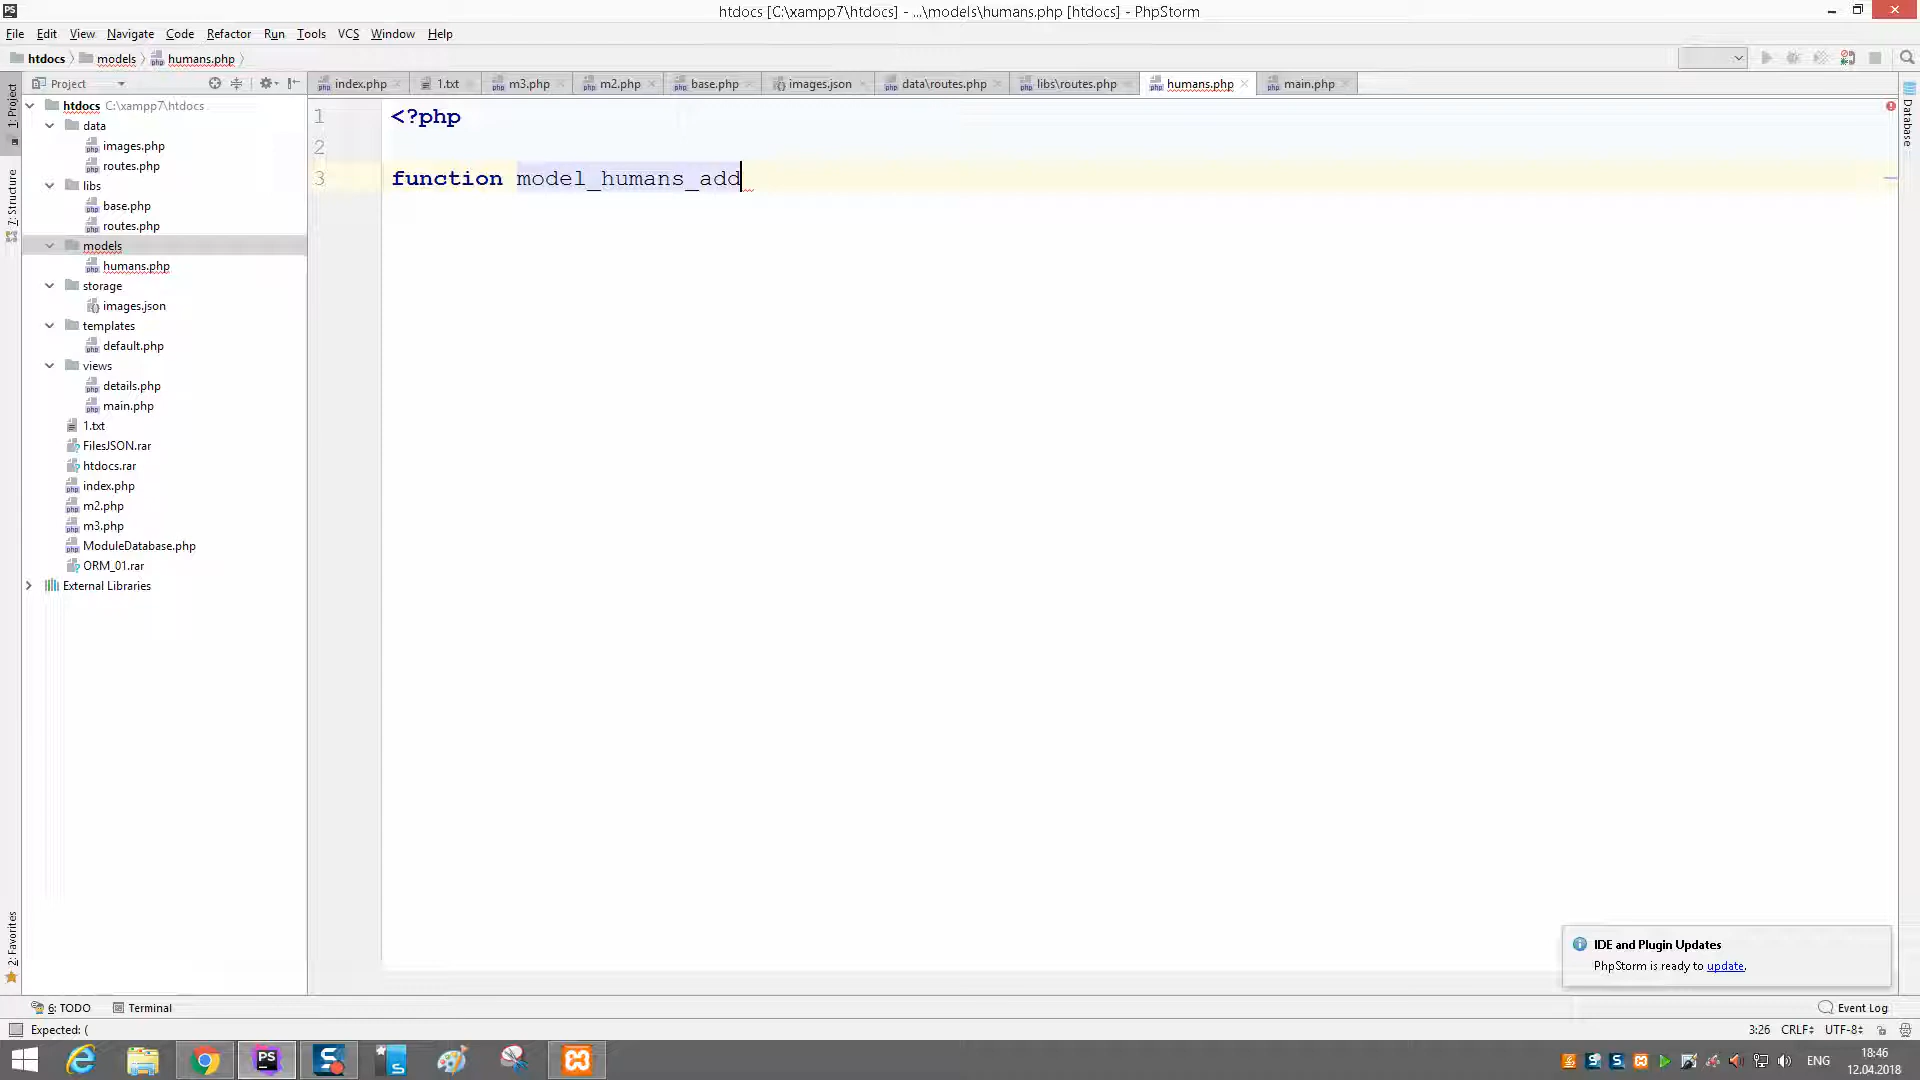 htdocs [C:\xampp7\htdocs] - ...\models\humans.php [htdocs] - PhpStorm
File Edit View Navigate Code Refactor Run Tools VCS Window Help
htdocs models humans.php
Project
index.php 1.txt m3.php m2.php base.php images.json data\routes.php libs\routes.php humans.php main.php
1: Project
7: Structure
2: Favorites
Database
htdocs C:\xampp7\htdocs
data
images.php
routes.php
libs
base.php
routes.php
models
humans.php
storage
images.json
templates
default.php
views
details.php
main.php
1.txt
FilesJSON.rar
htdocs.rar
index.php
m2.php
m3.php
ModuleDatabase.php
ORM_01.rar
External Libraries
1 <?php
2
3 function model_humans_add
IDE and Plugin Updates
PhpStorm is ready to update.
6: TODO Terminal Event Log
Expected: ( 3:26 CRLF UTF-8
ENG 18:46
12.04.2018